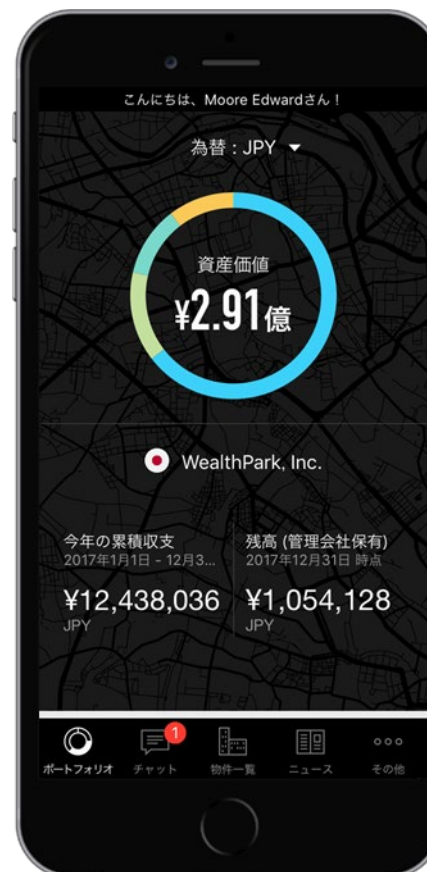 こんにちは、Moore Edwardさん！
為替 : JPY
資産価値
¥2.91億
WealthPark, Inc.
今年の累積収支
2017年1月1日 - 12月3...
¥12,438,036
JPY
残高 (管理会社保有)
2017年12月31日 時点
¥1,054,128
JPY
1
ポートフォリオ
チャット
物件一覧
ニュース
その他